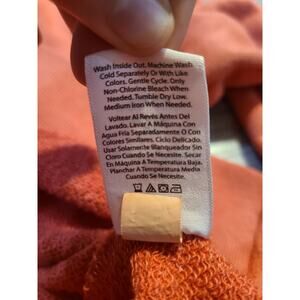 Wash Inside Out. Machine Wash
Cold Separately Or With Like
Colors. Gentle Cycle. Only
Non-Chlorine Bleach When
Needed. Tumble Dry Low.
Medium Iron When Needed.
Voltear Al Revés Antes Del
Lavado. Lavar A Máquina Con
Agua Fría Separadamente O Con
Colores Similares. Ciclo Delicado.
Usar Solamente Blanqueador Sin
Cloro Cuando Se Necesite. Secar
En Máquina A Temperatura Baja.
Planchar A Temperatura Media
Cuando Se Necesite.